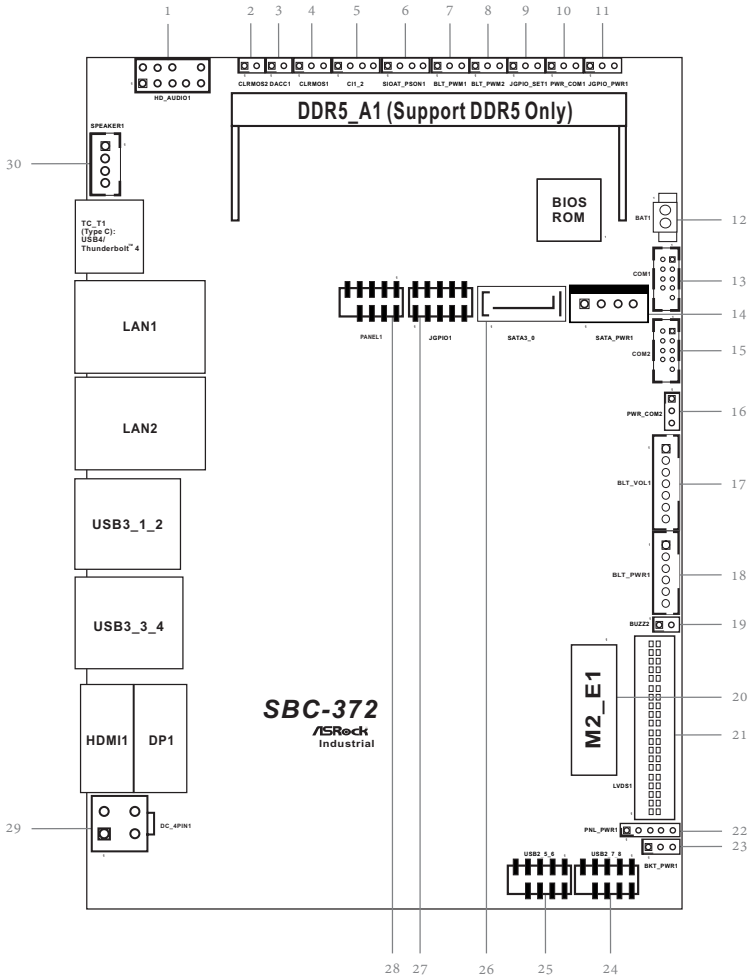 1 2 3 4 5 6 7 8 9 10 11
HD_AUDIO1
CLRMOS2 DACC1 CLRMOS1 CI1_2 SIOAT_PSON1 BLT_PWM1 BLT_PWM2 JGPIO_SET1 PWR_COM1 JGPIO_PWR1
DDR5_A1 (Support DDR5 Only)
SPEAKER1
30
BIOS
ROM
BAT1
12
TC_T1
(Type C):
USB4/
Thunderbolt™ 4
COM1
13
LAN1
14
PANEL1 JGPIO1 SATA3_0 SATA_PWR1
COM2
15
LAN2
PWR_COM2
16
BLT_VOL1
17
USB3_1_2
BLT_PWR1
18
USB3_3_4
BUZZ2
19
M2_E1
20
21
SBC-372
ASRock
Industrial
HDMI1 DP1
LVDS1
29
DC_4PIN1
PNL_PWR1
22
BKT_PWR1
23
USB2_5_6 USB2_7_8
28 27 26 25 24